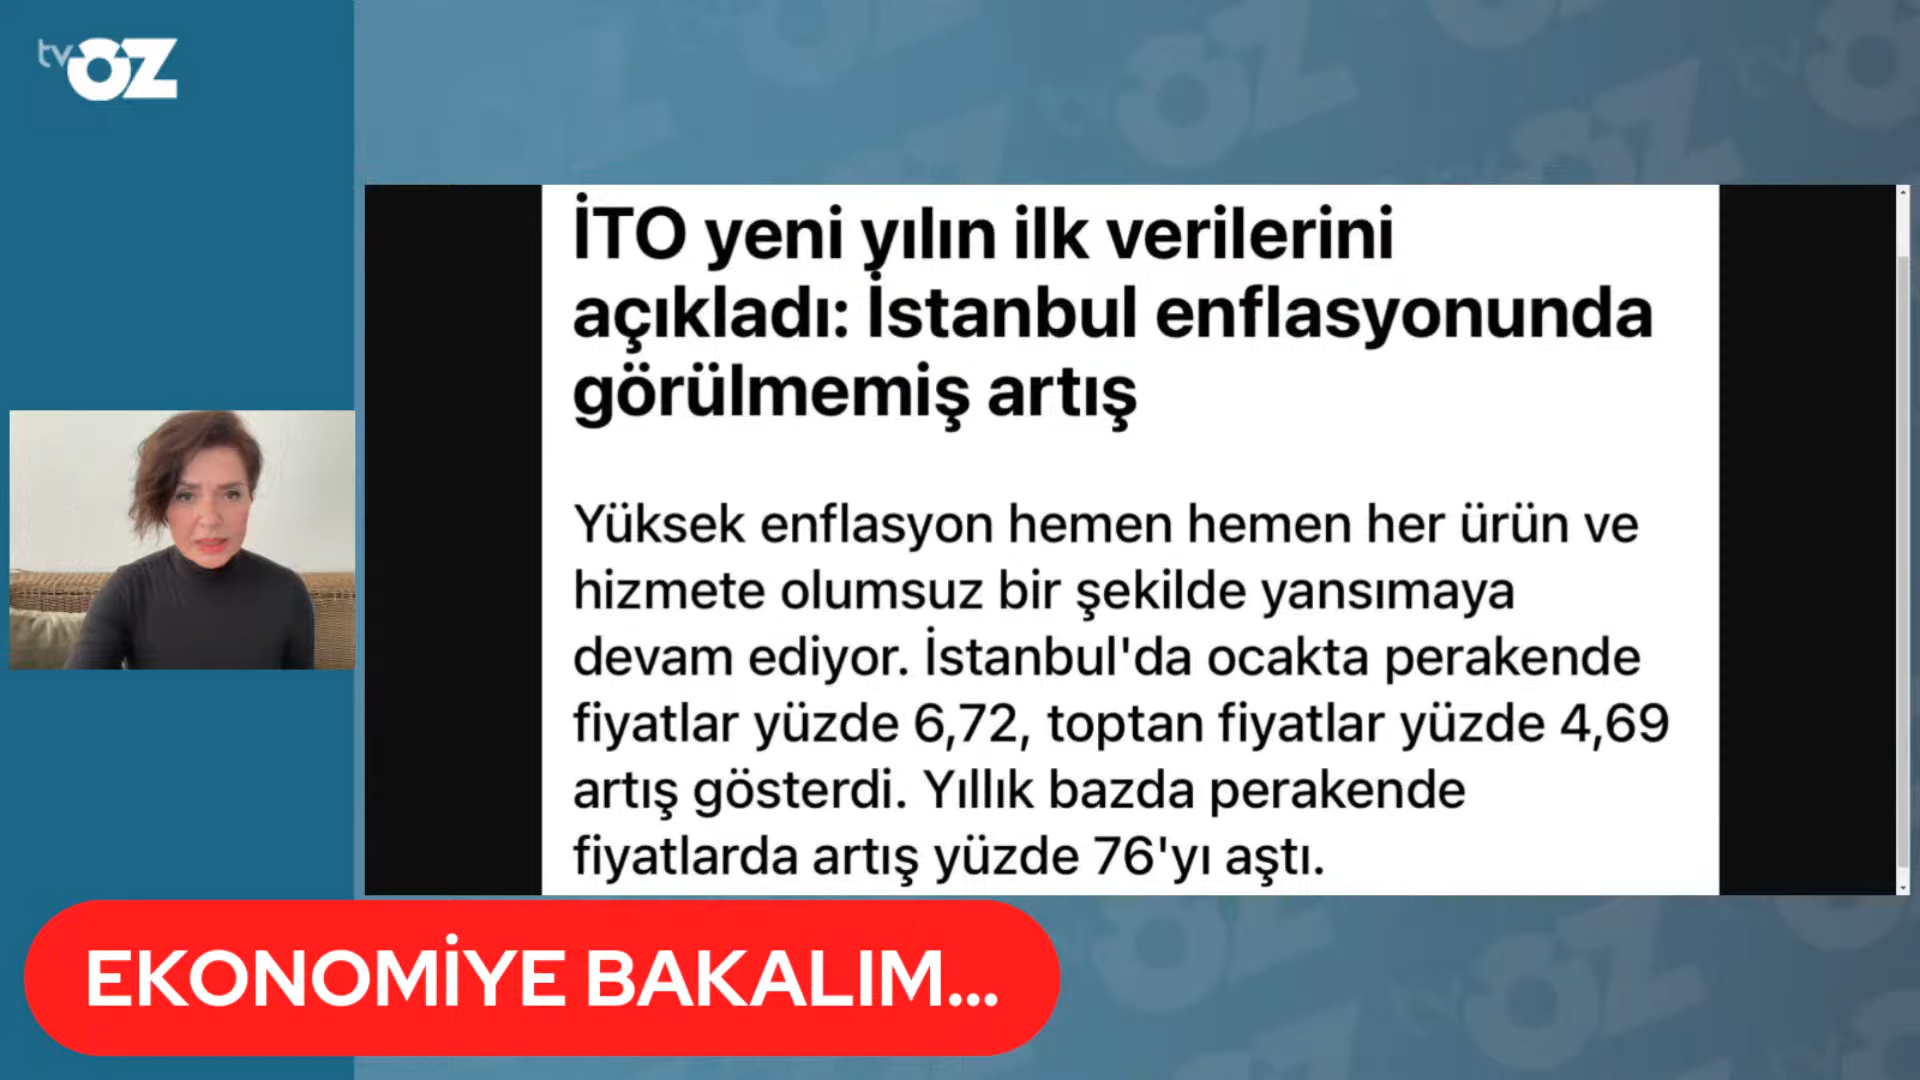 tvÖZ
İTO yeni yılın ilk verilerini
açıkladı: İstanbul enflasyonunda
görülmemiş artış
Yüksek enflasyon hemen hemen her ürün ve
hizmete olumsuz bir şekilde yansımaya
devam ediyor. İstanbul'da ocakta perakende
fiyatlar yüzde 6,72, toptan fiyatlar yüzde 4,69
artış gösterdi. Yıllık bazda perakende
fiyatlarda artış yüzde 76'yı aştı.
EKONOMİYE BAKALIM...